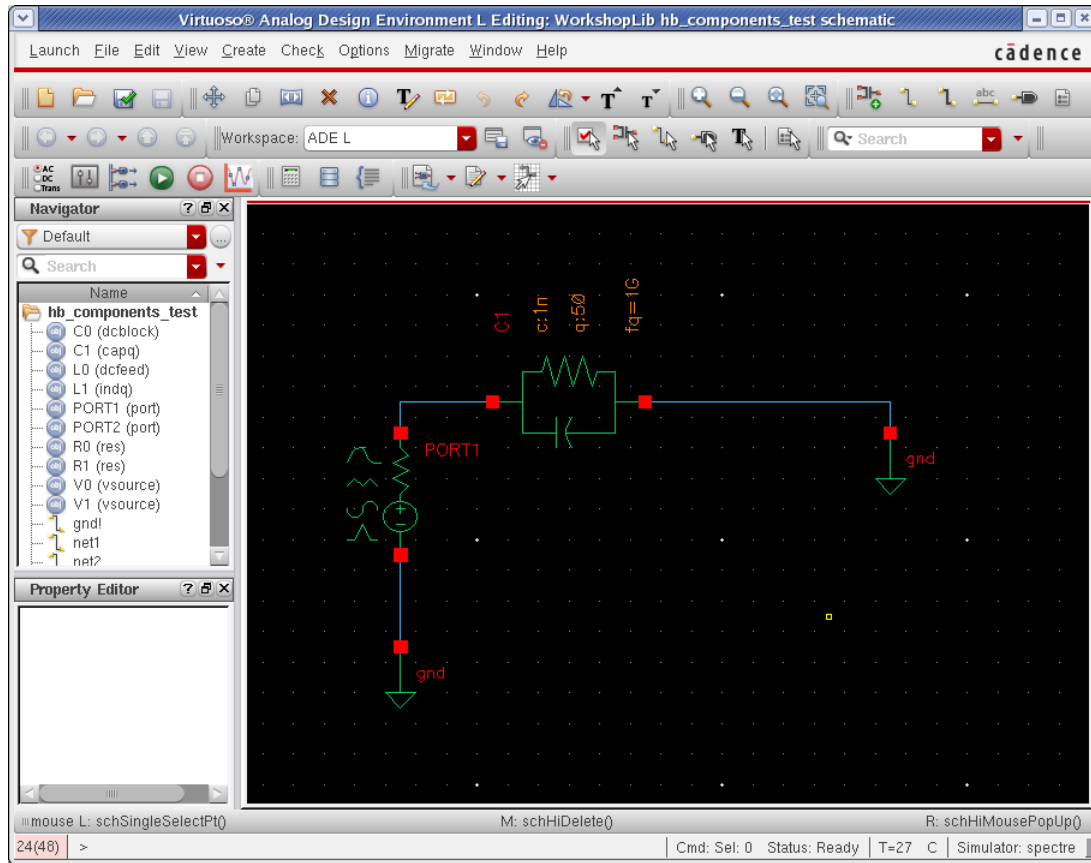 Virtuoso® Analog Design Environment L Editing: WorkshopLib hb_components_test schematic
Launch File Edit View Create Check Options Migrate Window Help
cādence
abc
Workspace: ADE L
Search
AC
DC
Trans
Navigator
Default
Search
Name
hb_components_test
C0 (dcblock)
C1 (capq)
L0 (dcfeed)
L1 (indq)
PORT1 (port)
PORT2 (port)
R0 (res)
R1 (res)
V0 (vsource)
V1 (vsource)
gnd!
net1
net2
Property Editor
C1
c:1n
q:50
fq=1G
PORT1
gnd
gnd
mouse L: schSingleSelectPt()
M: schHiDelete()
R: schHiMousePopUp()
24(48) >
Cmd: Sel: 0 Status: Ready T=27 C Simulator: spectre